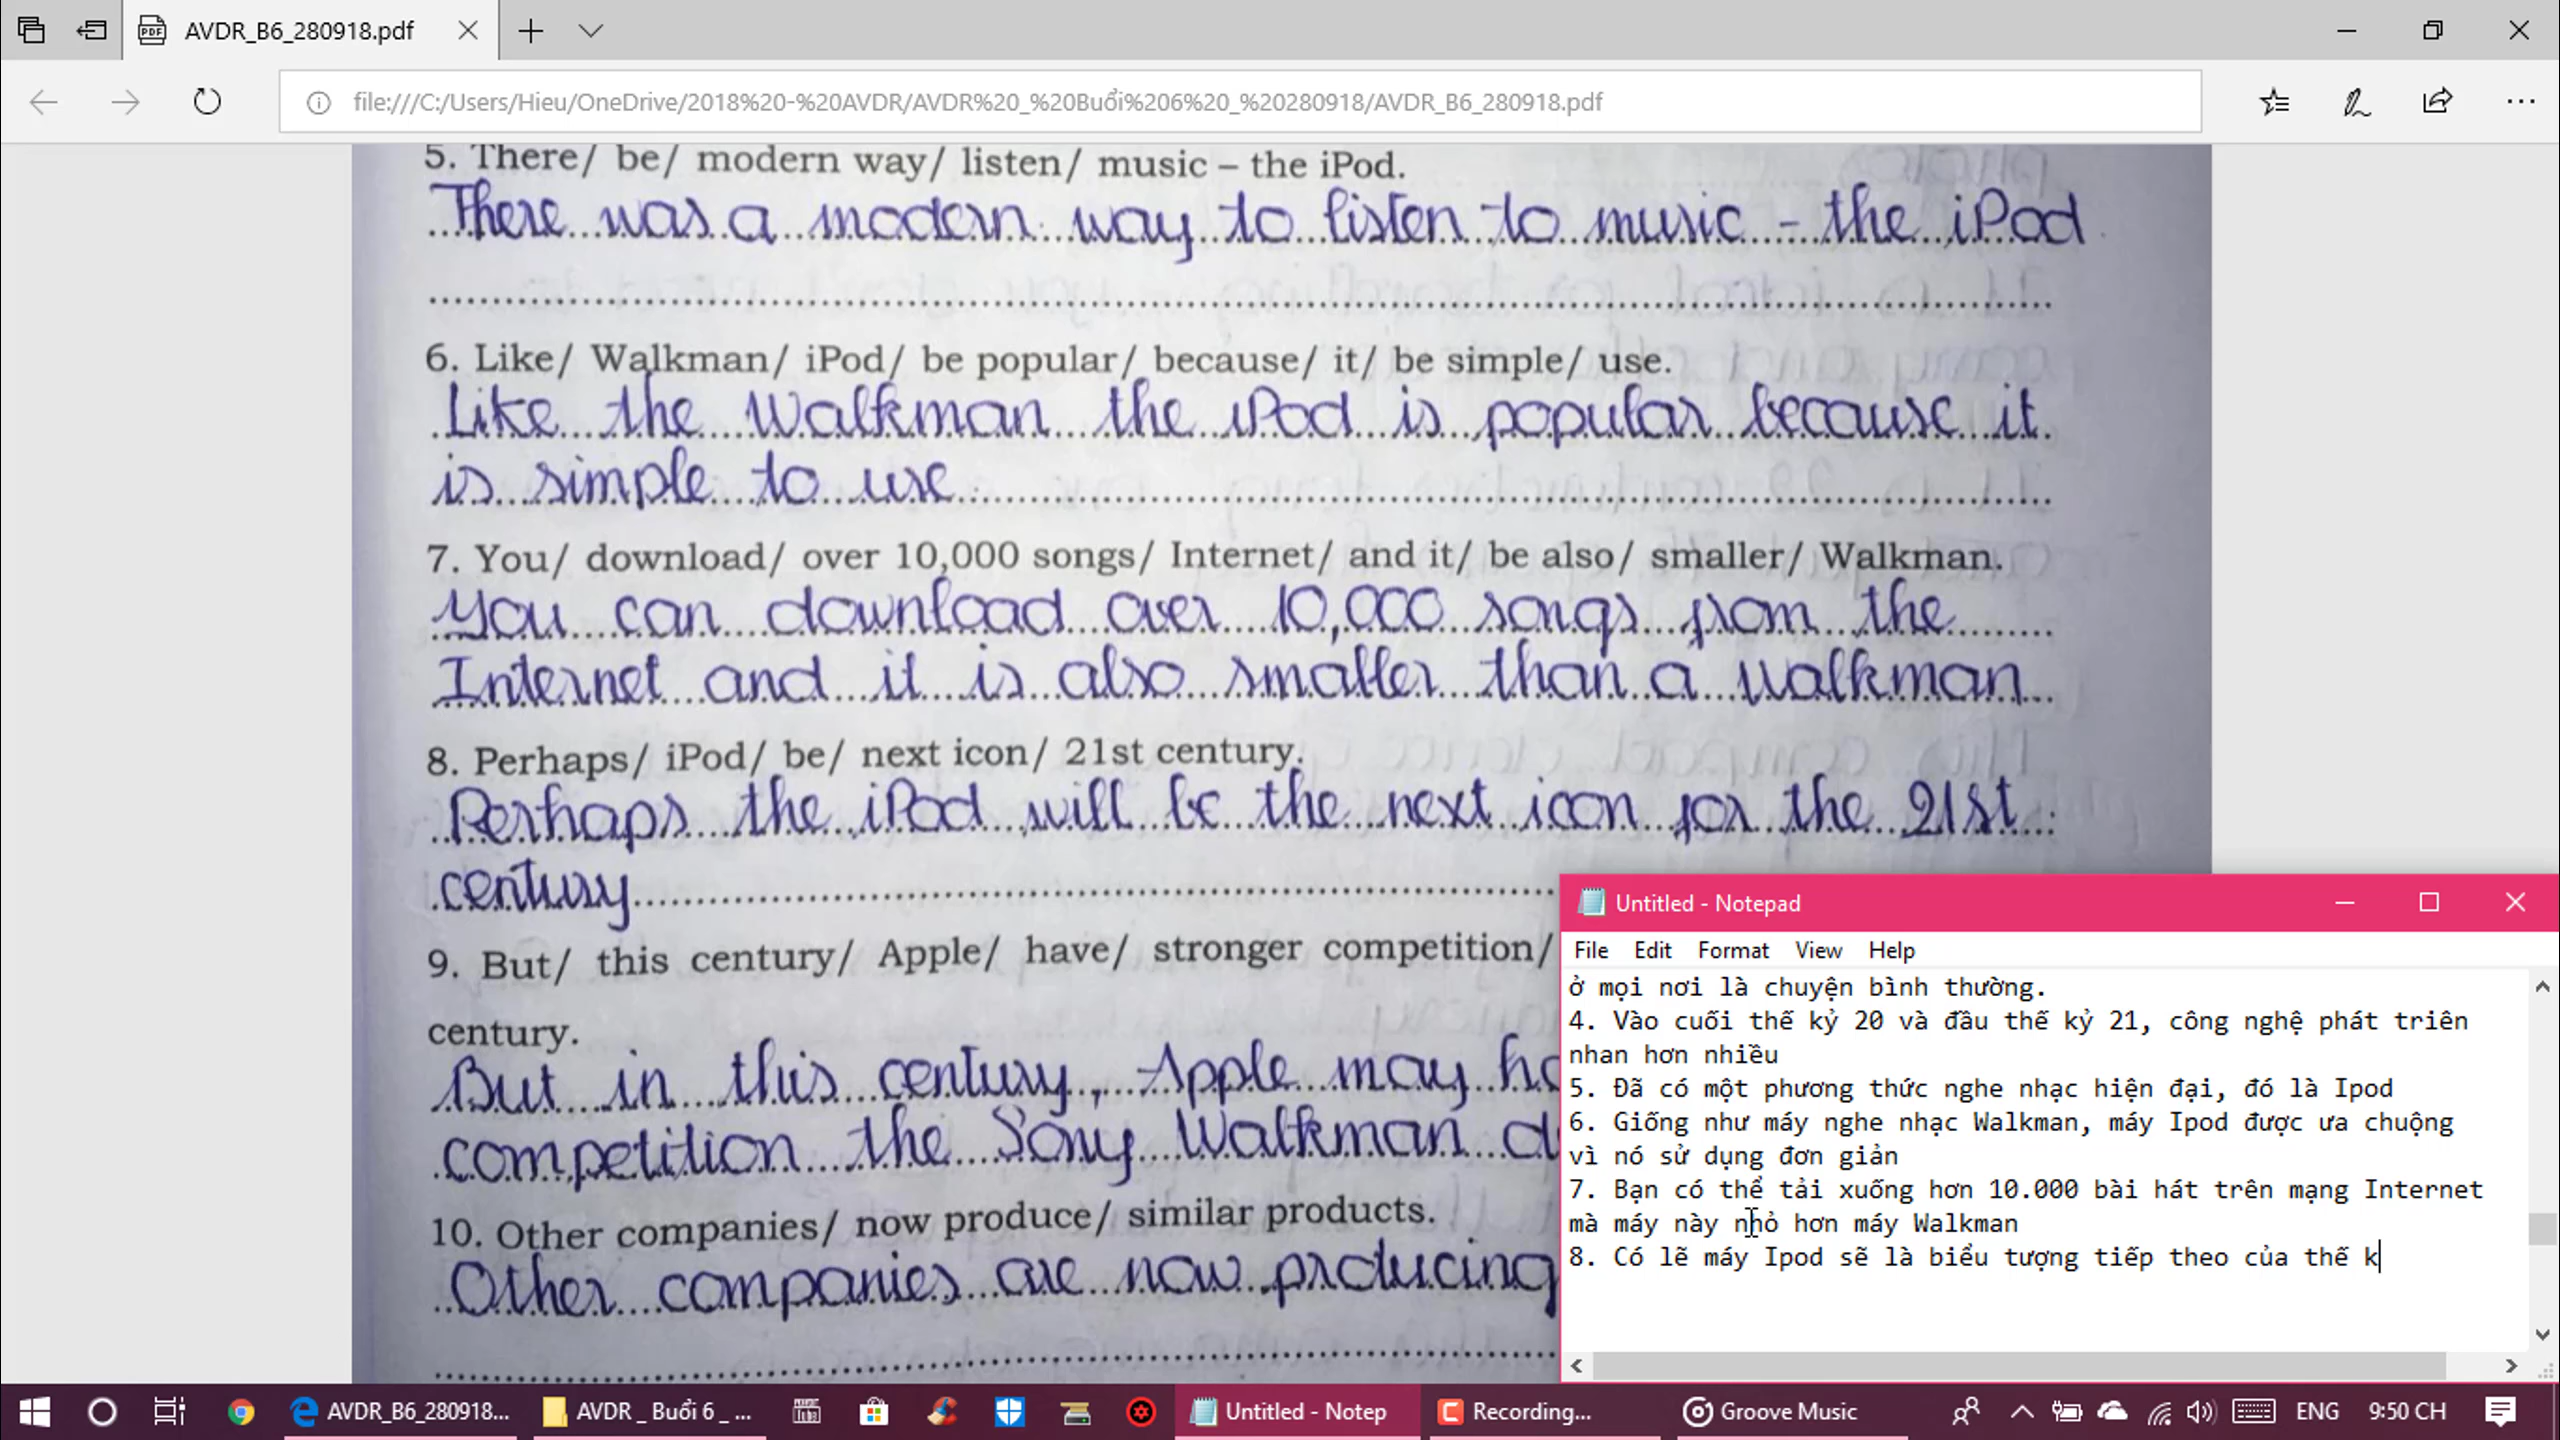 AVDR_B6_280918.pdf
file:///C:/Users/Hieu/OneDrive/2018%20-%20AVDR/AVDR%20_%20Buổi%206%20_%20280918/AVDR_B6_280918.pdf
5. There/ be/ modern way/ listen/ music – the iPod.
There was a modern way to listen to music - the iPod
6. Like/ Walkman/ iPod/ be popular/ because/ it/ be simple/ use.
Like the Walkman the iPod is popular because it
is simple to use
7. You/ download/ over 10,000 songs/ Internet/ and it/ be also/ smaller/ Walkman.
You can download over 10,000 songs from the
Internet and it is also smaller than a walkman
8. Perhaps/ iPod/ be/ next icon/ 21st century.
Perhaps the iPod will be the next icon for the 21st
century
9. But/ this century/ Apple/ have/ stronger competition/
century.
But in this century, Apple may
competition the Sony Walkman
10. Other companies/ now produce/ similar products.
Other companies are now producing
Untitled - Notepad
File Edit Format View Help
ở mọi nơi là chuyện bình thường.
4. Vào cuối thế kỷ 20 và đầu thế kỷ 21, công nghệ phát triên
nhan hơn nhiều
5. Đã có một phương thức nghe nhạc hiện đại, đó là Ipod
6. Giống như máy nghe nhạc Walkman, máy Ipod được ưa chuộng
vì nó sử dụng đơn giản
7. Bạn có thể tải xuống hơn 10.000 bài hát trên mạng Internet
mà máy này nhỏ hơn máy Walkman
8. Có lẽ máy Ipod sẽ là biểu tượng tiếp theo của thế k
AVDR_B6_280918... AVDR _ Buổi 6 _ ... Untitled - Notep Recording... Groove Music ENG 9:50 CH